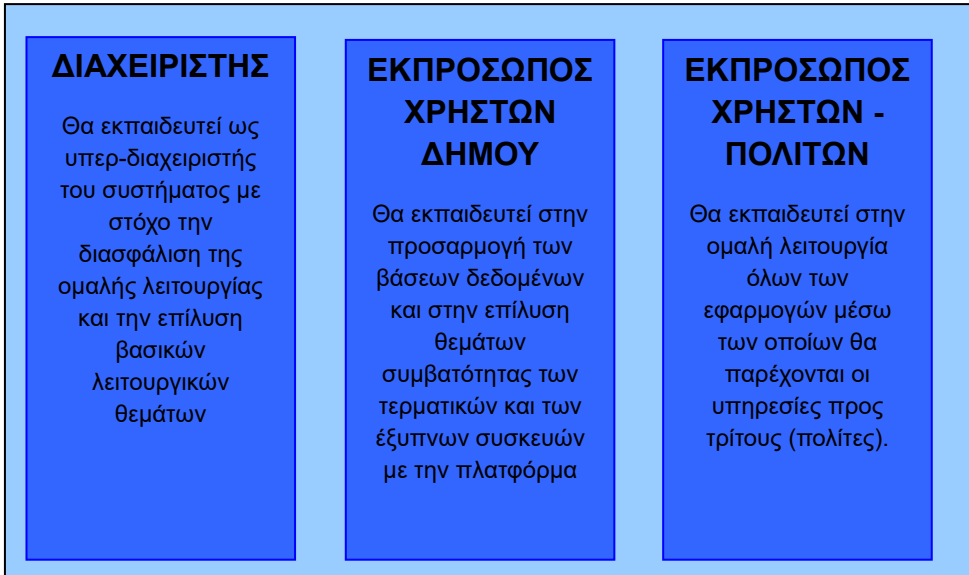 ΔΙΑΧΕΙΡΙΣΤΗΣ
Θα εκπαιδευτεί ως
υπερ-διαχειριστής
του συστήματος με
στόχο την
διασφάλιση της
ομαλής λειτουργίας
και την επίλυση
βασικών
λειτουργικών
θεμάτων
ΕΚΠΡΟΣΩΠΟΣ
ΧΡΗΣΤΩΝ
ΔΗΜΟΥ
Θα εκπαιδευτεί στην
προσαρμογή των
βάσεων δεδομένων
και στην επίλυση
θεμάτων
συμβατότητας των
τερματικών και των
έξυπνων συσκευών
με την πλατφόρμα
ΕΚΠΡΟΣΩΠΟΣ
ΧΡΗΣΤΩΝ -
ΠΟΛΙΤΩΝ
Θα εκπαιδευτεί στην
ομαλή λειτουργία
όλων των
εφαρμογών μέσω
των οποίων θα
παρέχονται οι
υπηρεσίες προς
τρίτους (πολίτες).